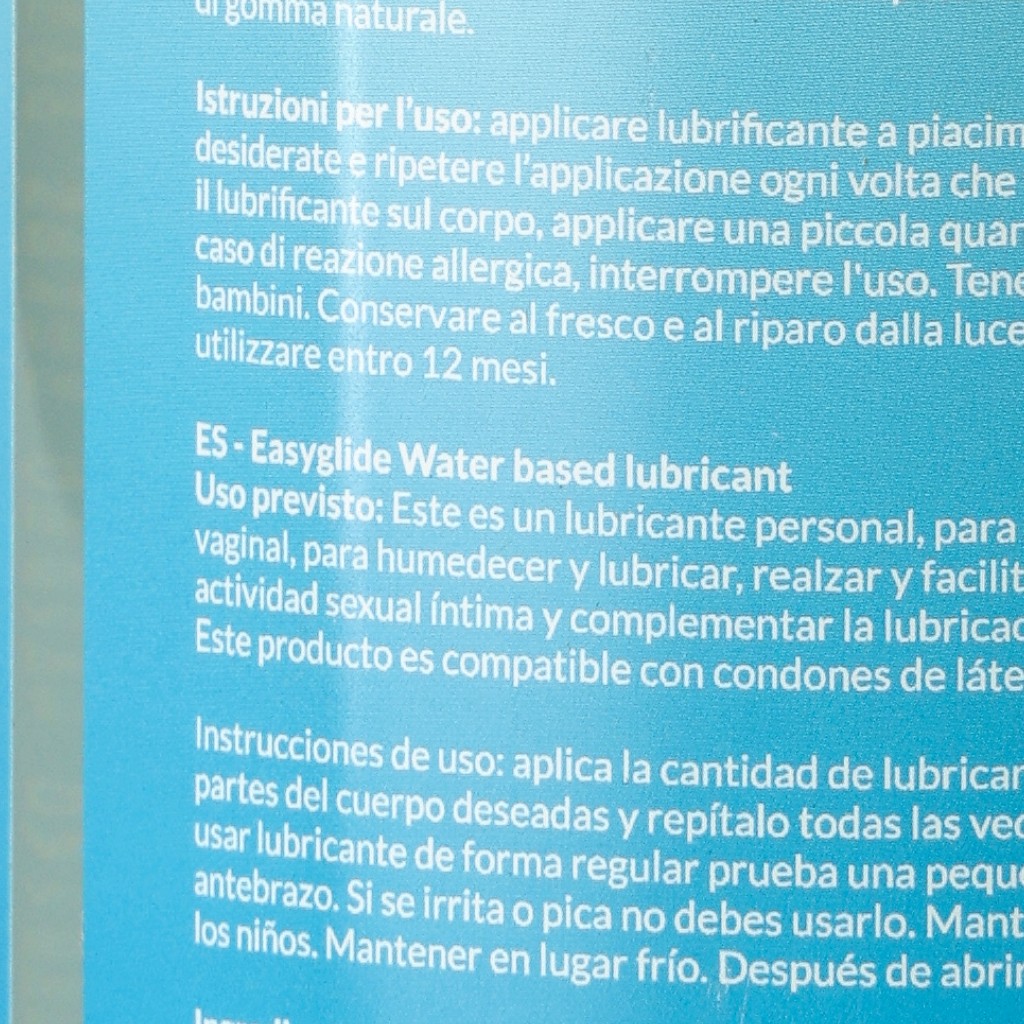 di gomma naturale.
Istruzioni per l'uso: applicare lubrificante a piacim
desiderate e ripetere l'applicazione ogni volta che
il lubrificante sul corpo, applicare una piccola quan
caso di reazione allergica, interrompere l'uso. Tene
bambini. Conservare al fresco e al riparo dalla luce
utilizzare entro 12 mesi.
ES - Easyglide Water based lubricant
Uso previsto: Este es un lubricante personal, para
vaginal, para humedecer y lubricar, realzar y facilit
actividad sexual íntima y complementar la lubricac
Este producto es compatible con condones de láte
Instrucciones de uso: aplica la cantidad de lubrican
partes del cuerpo deseadas y repítalo todas las vec
usar lubricante de forma regular prueba una peque
antebrazo. Si se irrita o pica no debes usarlo. Mant
los niños. Mantener en lugar frío. Después de abrir